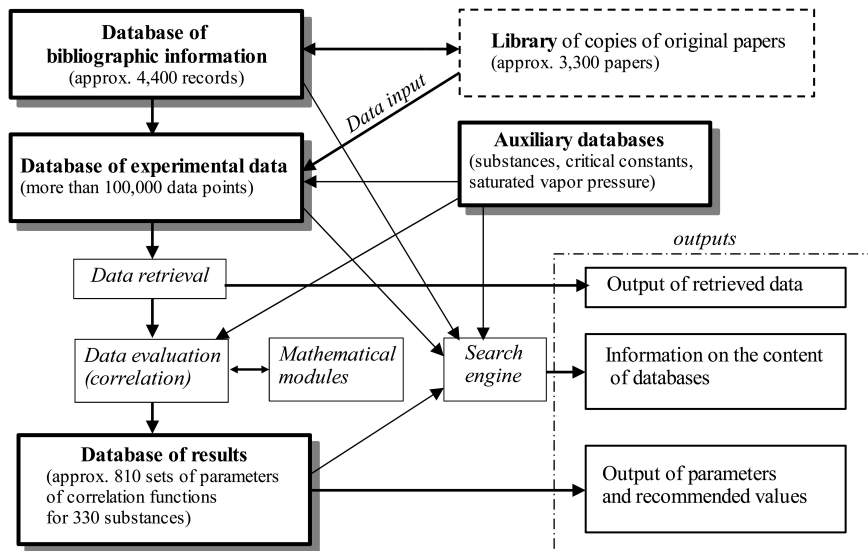 Database of
bibliographic information
(approx. 4,400 records)
Library of copies of original papers
(approx. 3,300 papers)
Data input
Database of experimental data
(more than 100,000 data points)
Auxiliary databases
(substances, critical constants,
saturated vapor pressure)
outputs
Data retrieval
Output of retrieved data
Data evaluation
(correlation)
Mathematical
modules
Search
engine
Information on the content
of databases
Database of results
(approx. 810 sets of parameters
of correlation functions
for 330 substances)
Output of parameters
and recommended values